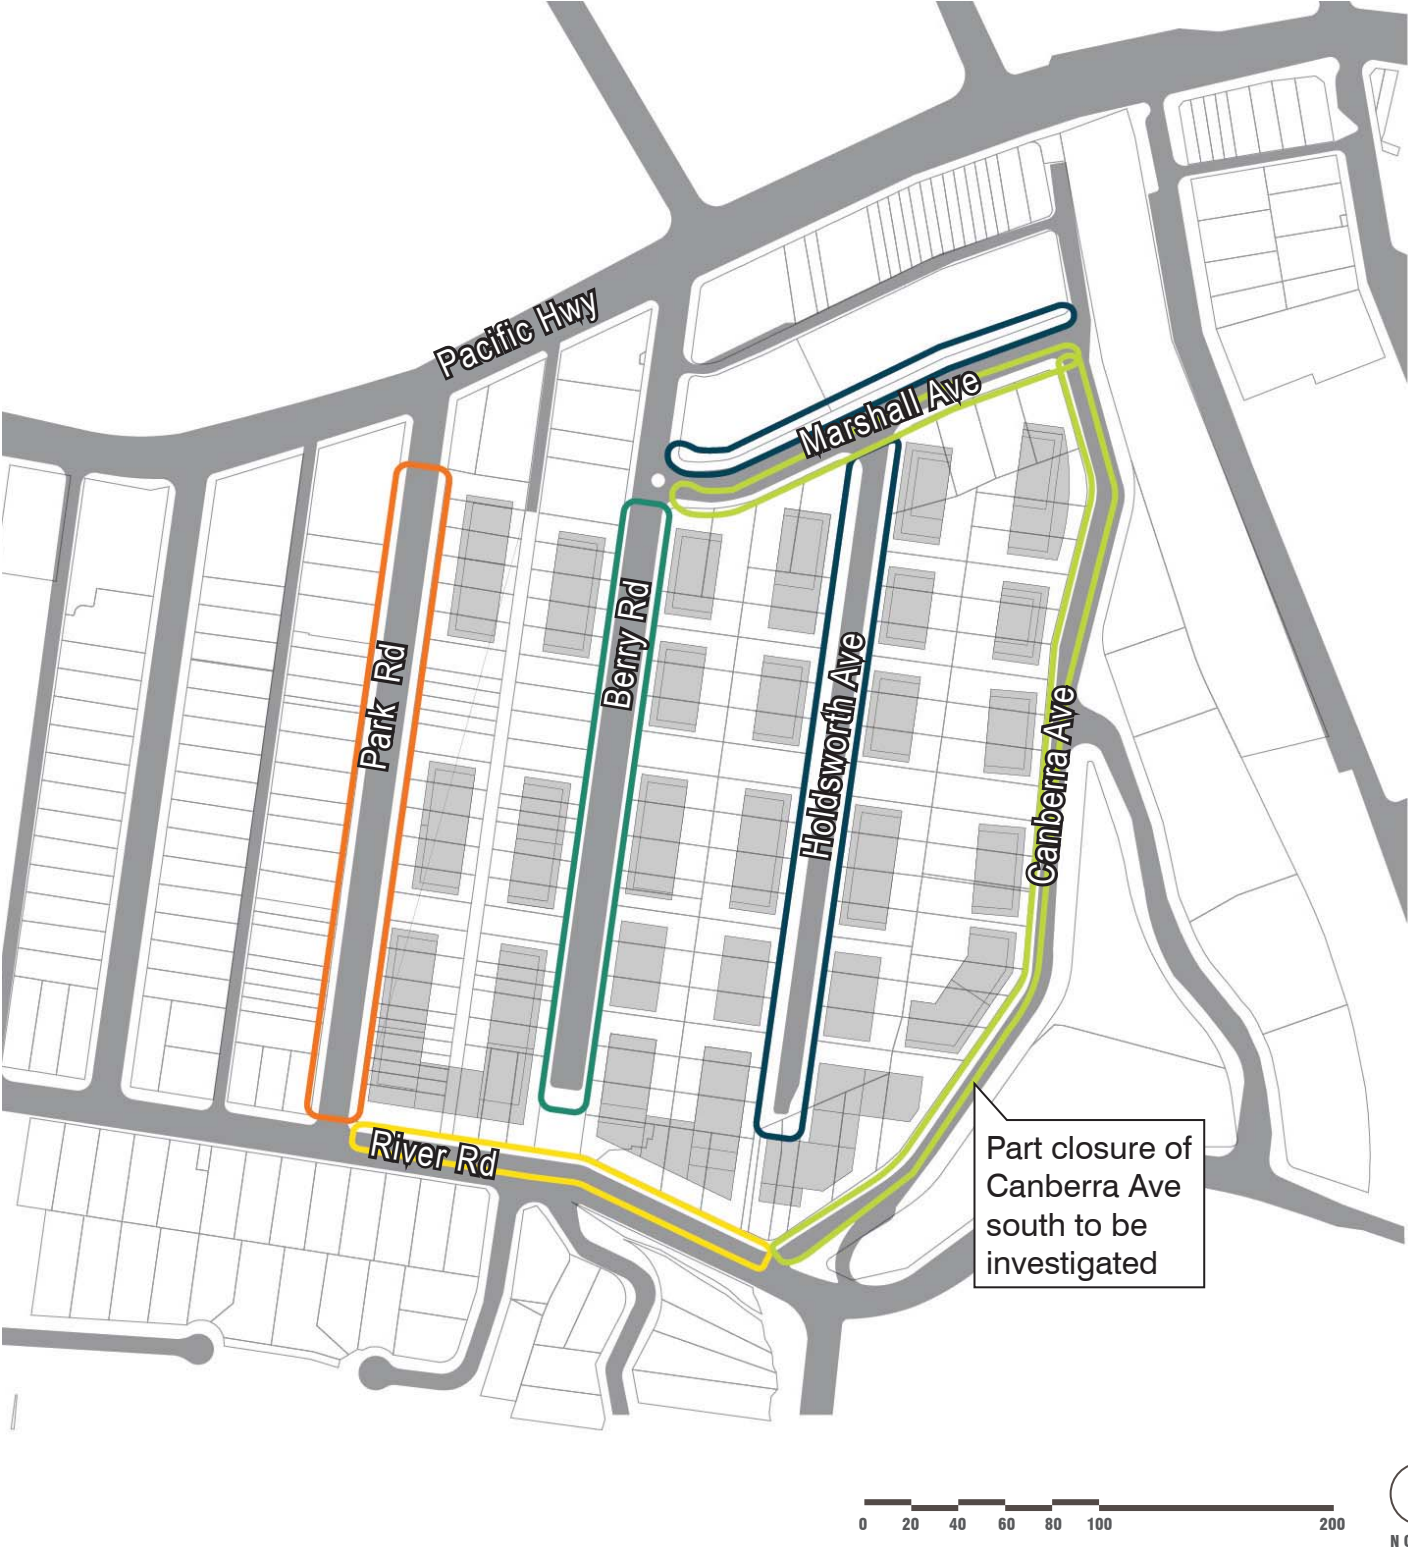 Pacific Hwy
Marshall Ave
Park Rd
Berry Rd
Holdsworth Ave
Canberra Ave
River Rd
Part closure of
Canberra Ave
south to be
investigated
0 20 40 60 80 100 200